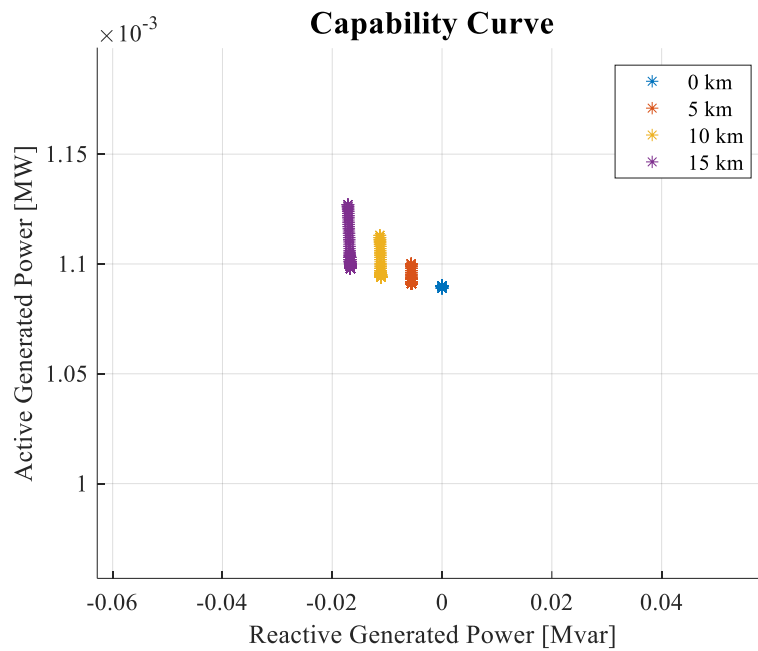 Capability Curve
×10-3
0 km
5 km
10 km
15 km
1.15
1.1
1.05
1
Active Generated Power [MW]
-0.06 -0.04 -0.02 0 0.02 0.04
Reactive Generated Power [Mvar]